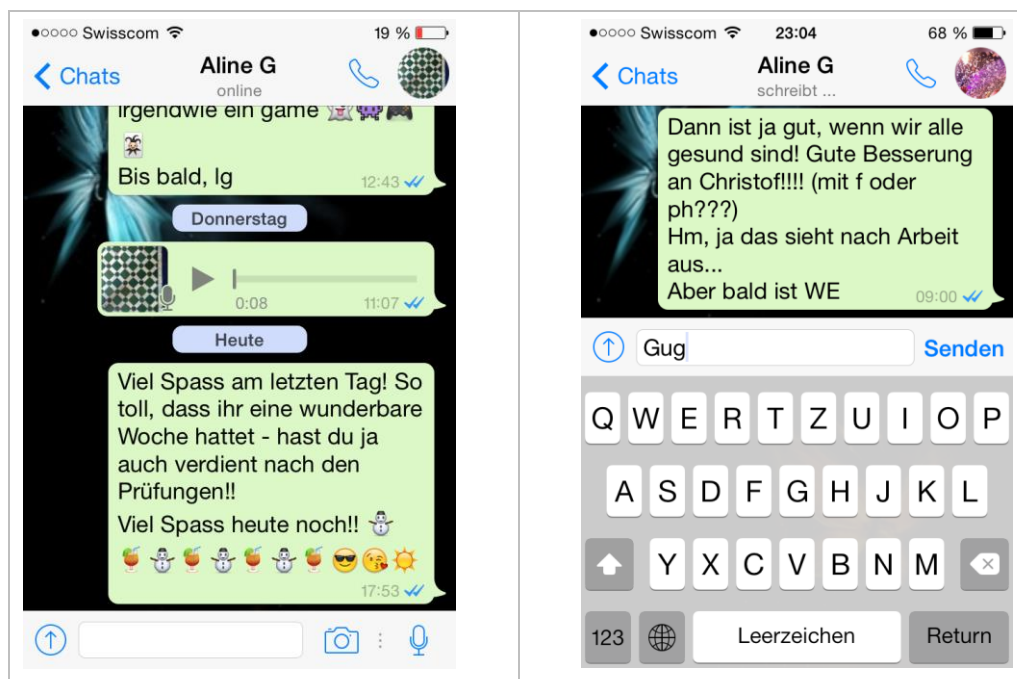 Swisscom 19 %
Chats Aline G
online
irgendwie ein game 👻👾🎮
🃏
Bis bald, lg 12:43
Donnerstag
0:08 11:07
Heute
Viel Spass am letzten Tag! So
toll, dass ihr eine wunderbare
Woche hattet - hast du ja
auch verdient nach den
Prüfungen!!
Viel Spass heute noch!! ⛄
🍹⛄🍹⛄🍹⛄🍹😎😘☀️
17:53
Swisscom 23:04 68 %
Chats Aline G
schreibt ...
Dann ist ja gut, wenn wir alle
gesund sind! Gute Besserung
an Christof!!!! (mit f oder
ph???)
Hm, ja das sieht nach Arbeit
aus...
Aber bald ist WE 09:00
Gug Senden
Q W E R T Z U I O P
A S D F G H J K L
Y X C V B N M
123 Leerzeichen Return